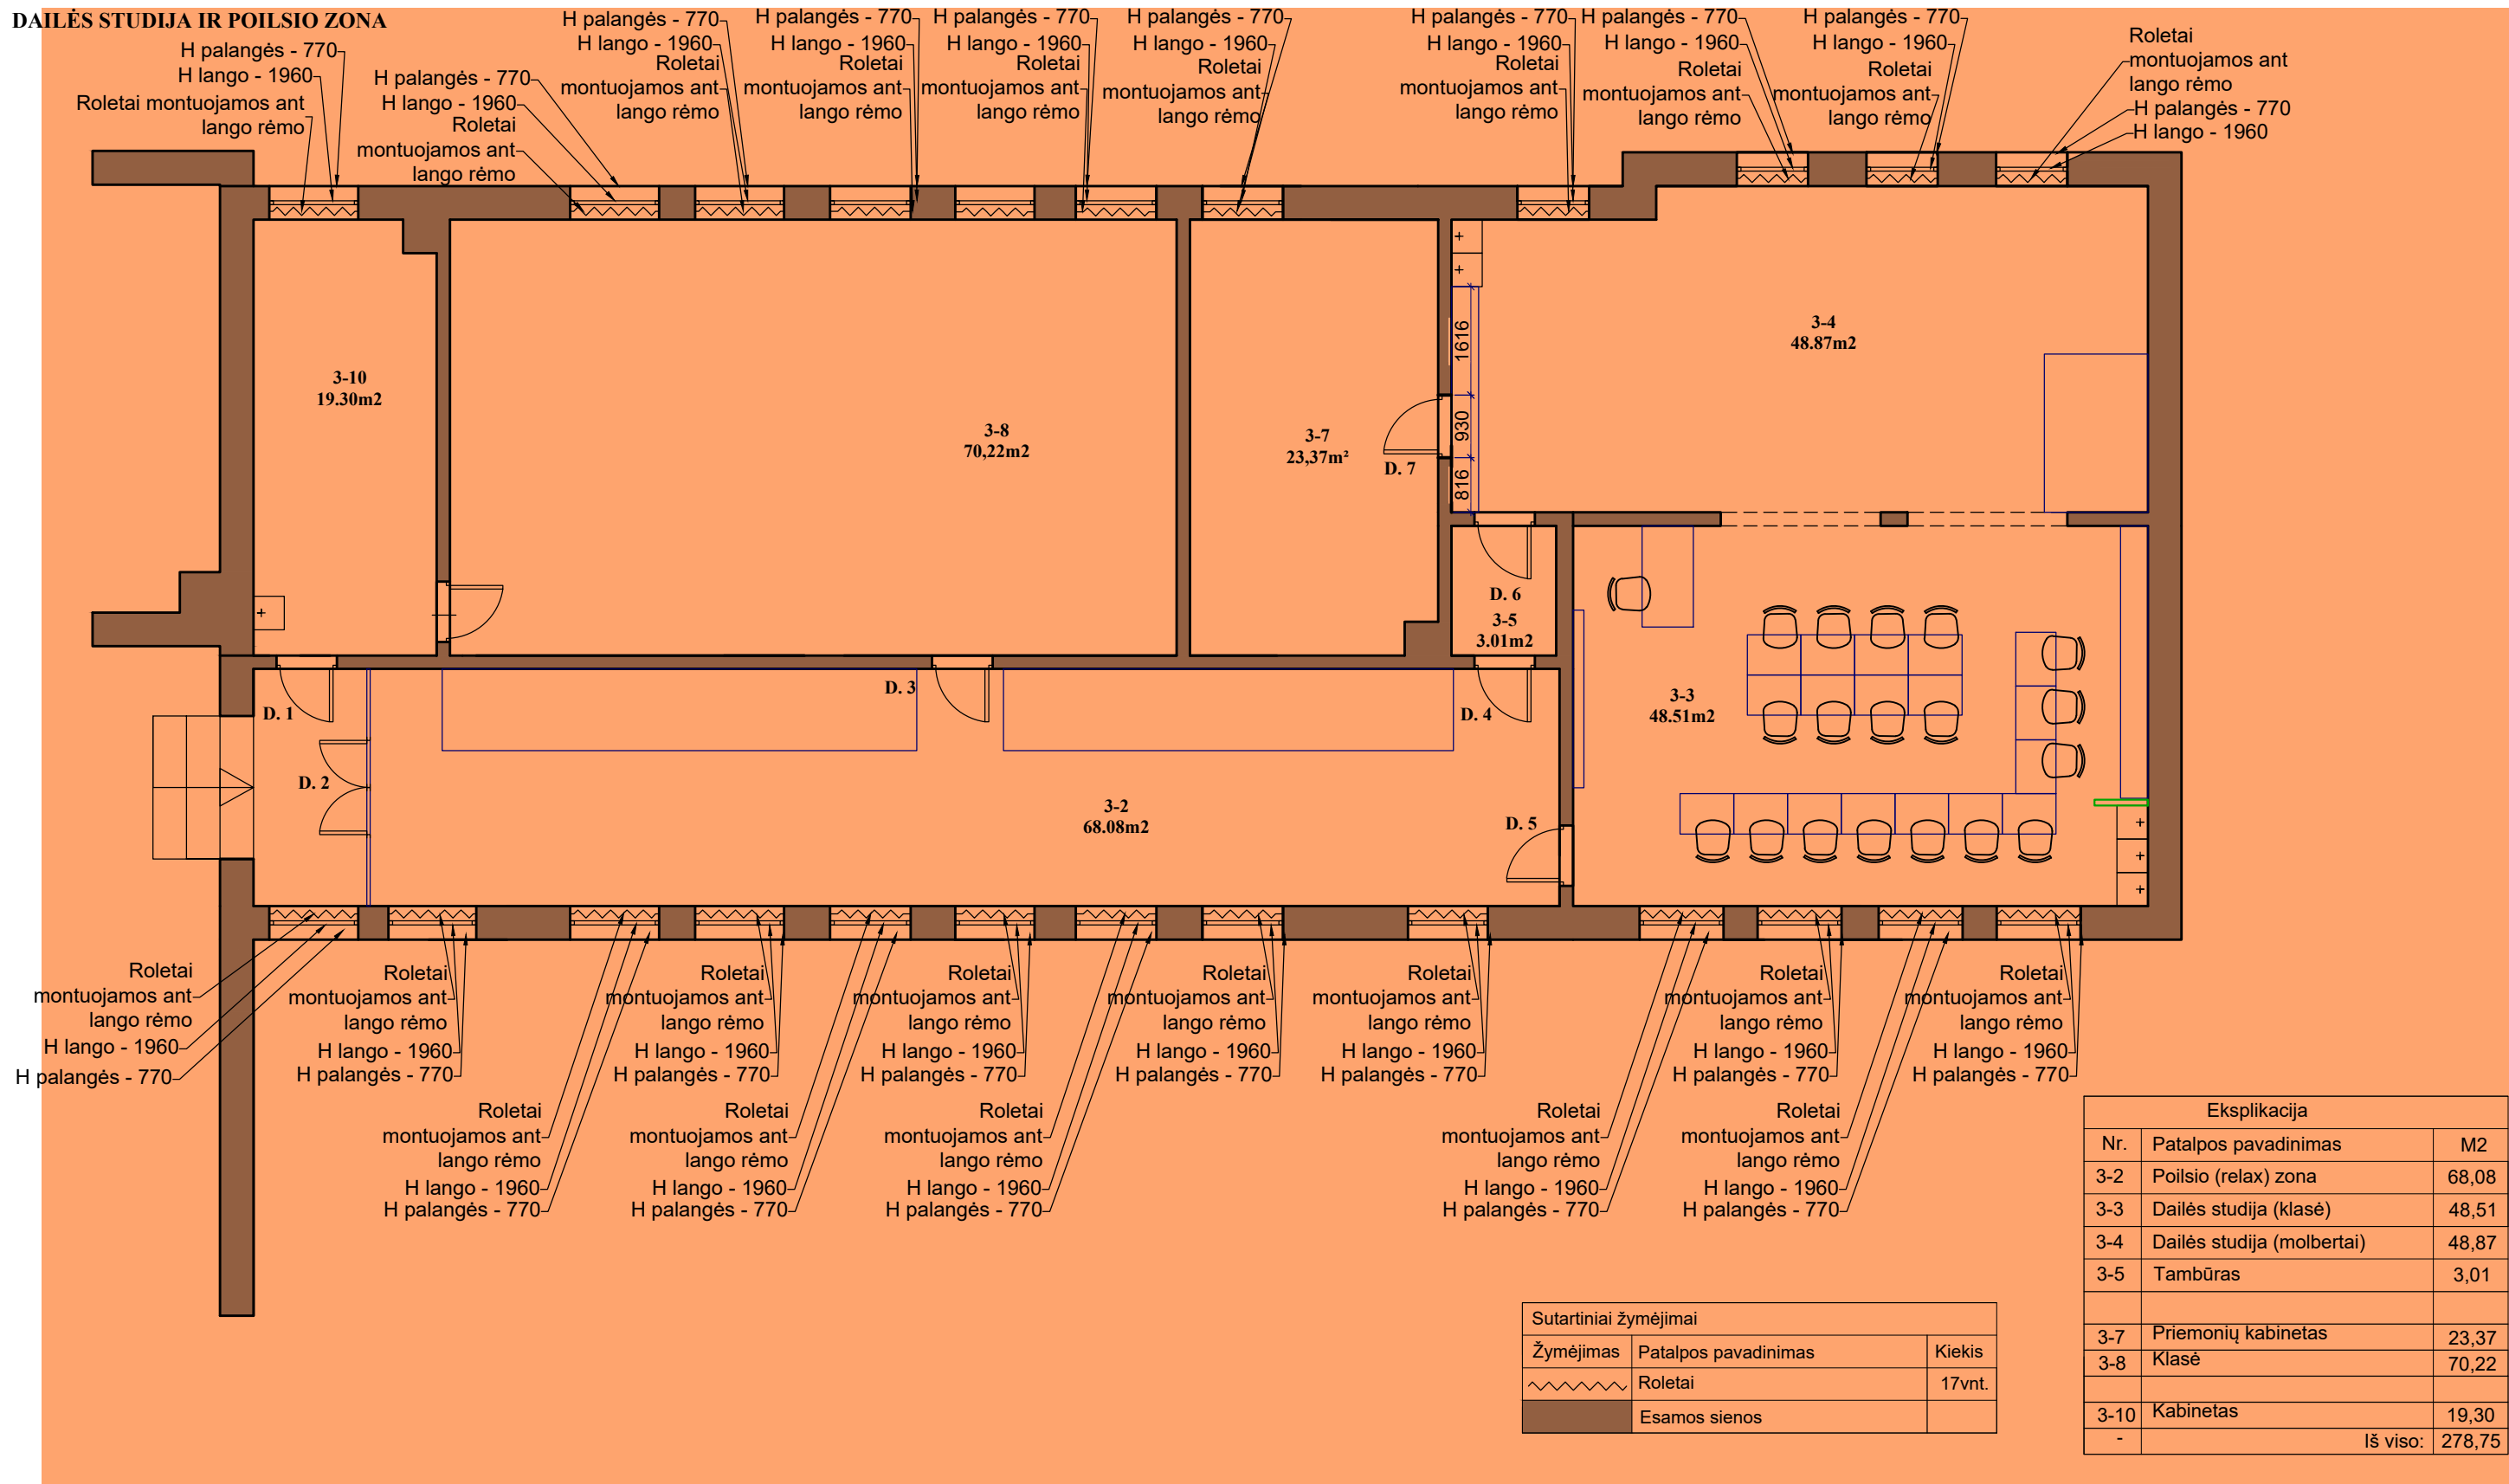 DAILĖS STUDIJA IR POILSIO ZONA
H palangės - 770
H lango - 1960
Roletai montuojamos ant
lango rėmo
H palangės - 770
H lango - 1960
Roletai
montuojamos ant
lango rėmo
H palangės - 770
H lango - 1960
Roletai
montuojamos ant
lango rėmo
H palangės - 770
H lango - 1960
Roletai
montuojamos ant
lango rėmo
H palangės - 770
H lango - 1960
Roletai
montuojamos ant
lango rėmo
H palangės - 770
H lango - 1960
Roletai
montuojamos ant
lango rėmo
H palangės - 770
H lango - 1960
Roletai
montuojamos ant
lango rėmo
H palangės - 770
H lango - 1960
Roletai
montuojamos ant
lango rėmo
H palangės - 770
H lango - 1960
Roletai
montuojamos ant
lango rėmo
Roletai
montuojamos ant
lango rėmo
H palangės - 770
H lango - 1960
3-10
19.30m2
3-8
70,22m2
3-7
23,37m²
D. 7
1616
930
816
3-4
48.87m2
D. 6
3-5
3.01m2
3-3
48.51m2
D. 1
D. 2
D. 3
D. 4
D. 5
3-2
68.08m2
Roletai
montuojamos ant
lango rėmo
H lango - 1960
H palangės - 770
Roletai
montuojamos ant
lango rėmo
H lango - 1960
H palangės - 770
Roletai
montuojamos ant
lango rėmo
H lango - 1960
H palangės - 770
Roletai
montuojamos ant
lango rėmo
H lango - 1960
H palangės - 770
Roletai
montuojamos ant
lango rėmo
H lango - 1960
H palangės - 770
Roletai
montuojamos ant
lango rėmo
H lango - 1960
H palangės - 770
Roletai
montuojamos ant
lango rėmo
H lango - 1960
H palangės - 770
Roletai
montuojamos ant
lango rėmo
H lango - 1960
H palangės - 770
Roletai
montuojamos ant
lango rėmo
H lango - 1960
H palangės - 770
Roletai
montuojamos ant
lango rėmo
H lango - 1960
H palangės - 770
Roletai
montuojamos ant
lango rėmo
H lango - 1960
H palangės - 770
Roletai
montuojamos ant
lango rėmo
H lango - 1960
H palangės - 770
Roletai
montuojamos ant
lango rėmo
H lango - 1960
H palangės - 770
Sutartiniai žymėjimai
Žymėjimas Patalpos pavadinimas Kiekis
Roletai 17vnt.
Esamos sienos
Eksplikacija
Nr. Patalpos pavadinimas M2
3-2 Poilsio (relax) zona 68,08
3-3 Dailės studija (klasė) 48,51
3-4 Dailės studija (molbertai) 48,87
3-5 Tambūras 3,01
3-7 Priemonių kabinetas 23,37
3-8 Klasė 70,22
3-10 Kabinetas 19,30
- Iš viso: 278,75